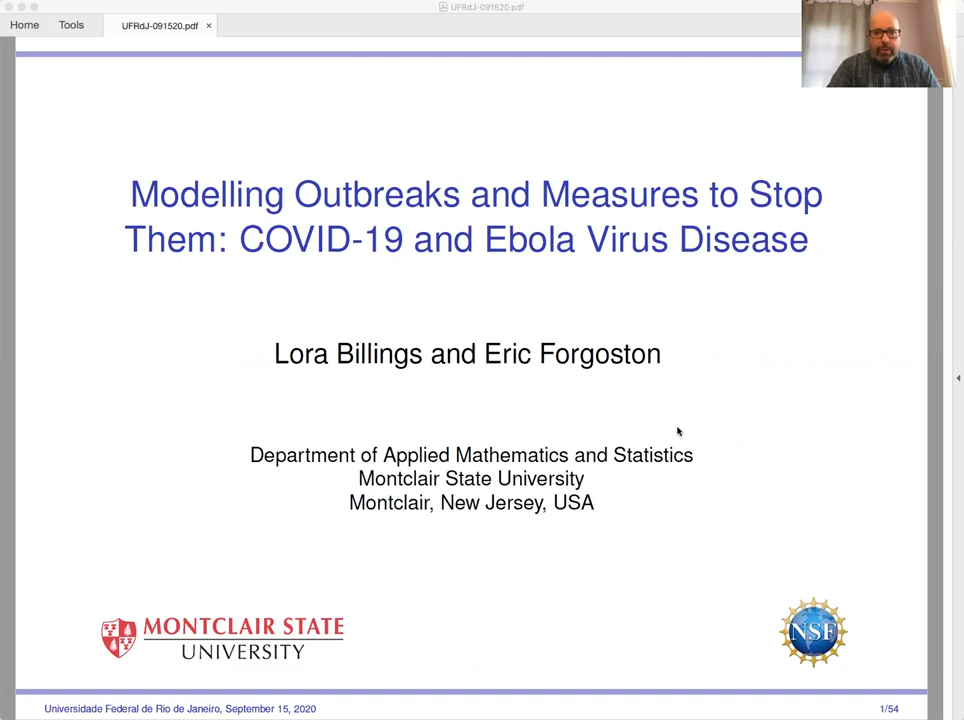 UFRdJ-091520.pdf
Home Tools UFRdJ-091520.pdf ×
Modelling Outbreaks and Measures to Stop
Them: COVID-19 and Ebola Virus Disease
Lora Billings and Eric Forgoston
Department of Applied Mathematics and Statistics
Montclair State University
Montclair, New Jersey, USA
MONTCLAIR STATE
UNIVERSITY
NSF
Universidade Federal de Rio de Janeiro, September 15, 2020 1/54